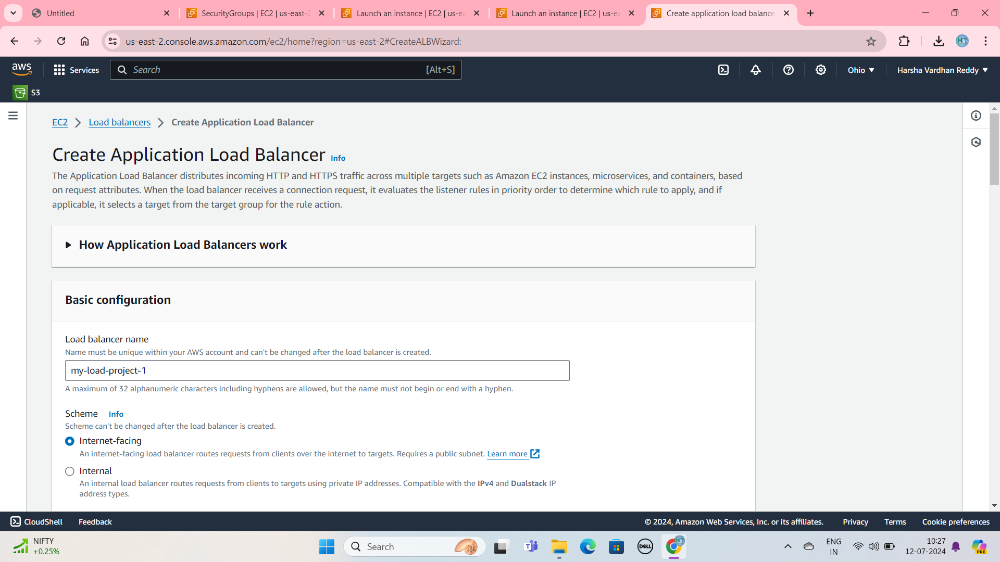 Untitled
SecurityGroups | EC2 | us-east-2
Launch an instance | EC2 | us-ea
Launch an instance | EC2 | us-ea
Create application load balance
us-east-2.console.aws.amazon.com/ec2/home?region=us-east-2#CreateALBWizard:
aws
Services
Search
[Alt+S]
Ohio
Harsha Vardhan Reddy
S3
EC2
Load balancers
Create Application Load Balancer
Create Application Load Balancer Info
The Application Load Balancer distributes incoming HTTP and HTTPS traffic across multiple targets such as Amazon EC2 instances, microservices, and containers, based
on request attributes. When the load balancer receives a connection request, it evaluates the listener rules in priority order to determine which rule to apply, and if
applicable, it selects a target from the target group for the rule action.
How Application Load Balancers work
Basic configuration
Load balancer name
Name must be unique within your AWS account and can't be changed after the load balancer is created.
my-load-project-1
A maximum of 32 alphanumeric characters including hyphens are allowed, but the name must not begin or end with a hyphen.
Scheme Info
Scheme can't be changed after the load balancer is created.
Internet-facing
An internet-facing load balancer routes requests from clients over the internet to targets. Requires a public subnet. Learn more
Internal
An internal load balancer routes requests from clients to targets using private IP addresses. Compatible with the IPv4 and Dualstack IP
address types.
CloudShell
Feedback
© 2024, Amazon Web Services, Inc. or its affiliates.
Privacy
Terms
Cookie preferences
NIFTY
+0.25%
Search
DELL
ENG
IN
10:27
12-07-2024
PRE